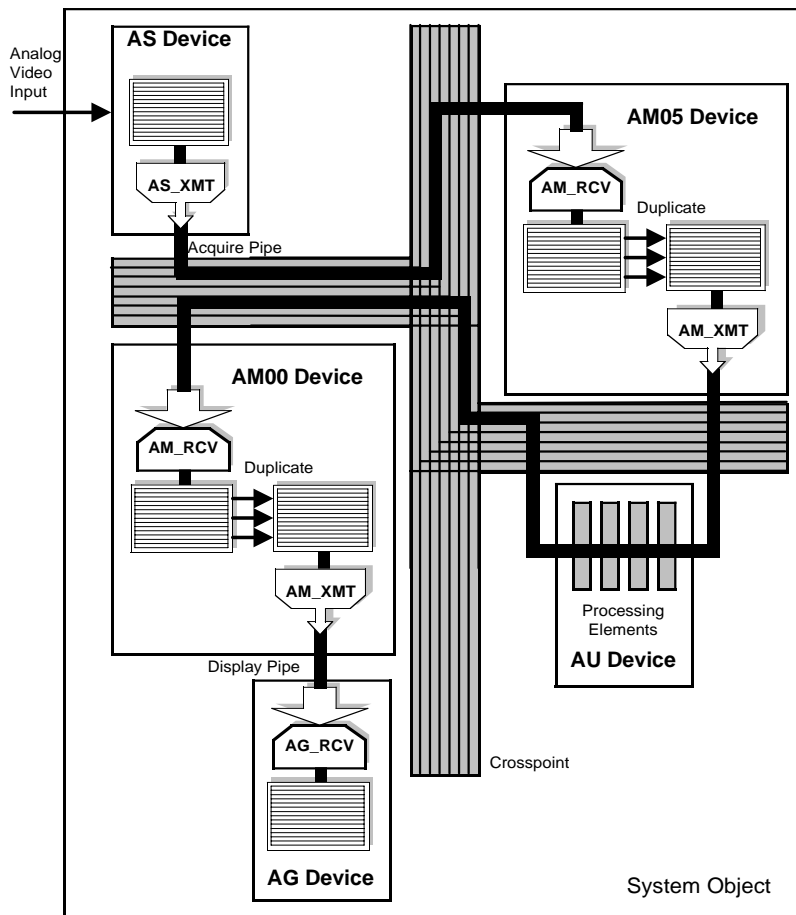 AS Device
Analog
Video
Input
AS_XMT
Acquire Pipe
AM05 Device
AM_RCV
Duplicate
AM_XMT
AM00 Device
AM_RCV
Duplicate
AM_XMT
Processing
Elements
AU Device
Display Pipe
AG_RCV
Crosspoint
AG Device
System Object